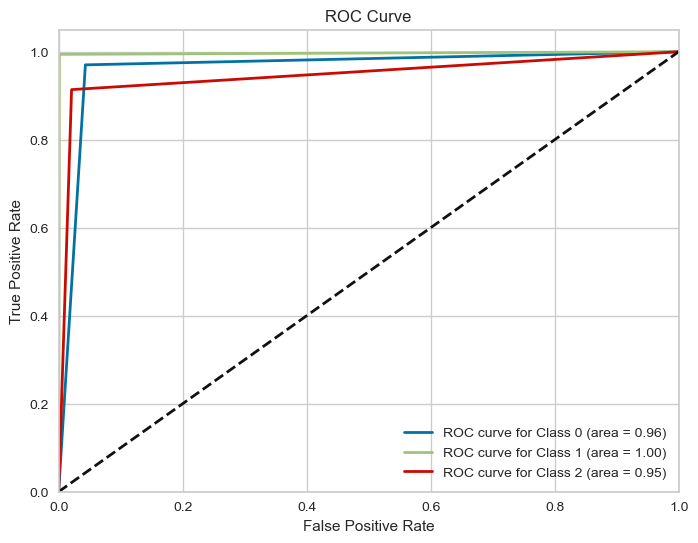 ROC Curve
1.0
0.8
0.6
0.4
0.2
0.0
True Positive Rate
ROC curve for Class 0 (area = 0.96)
ROC curve for Class 1 (area = 1.00)
ROC curve for Class 2 (area = 0.95)
0.0 0.2 0.4 0.6 0.8 1.0
False Positive Rate